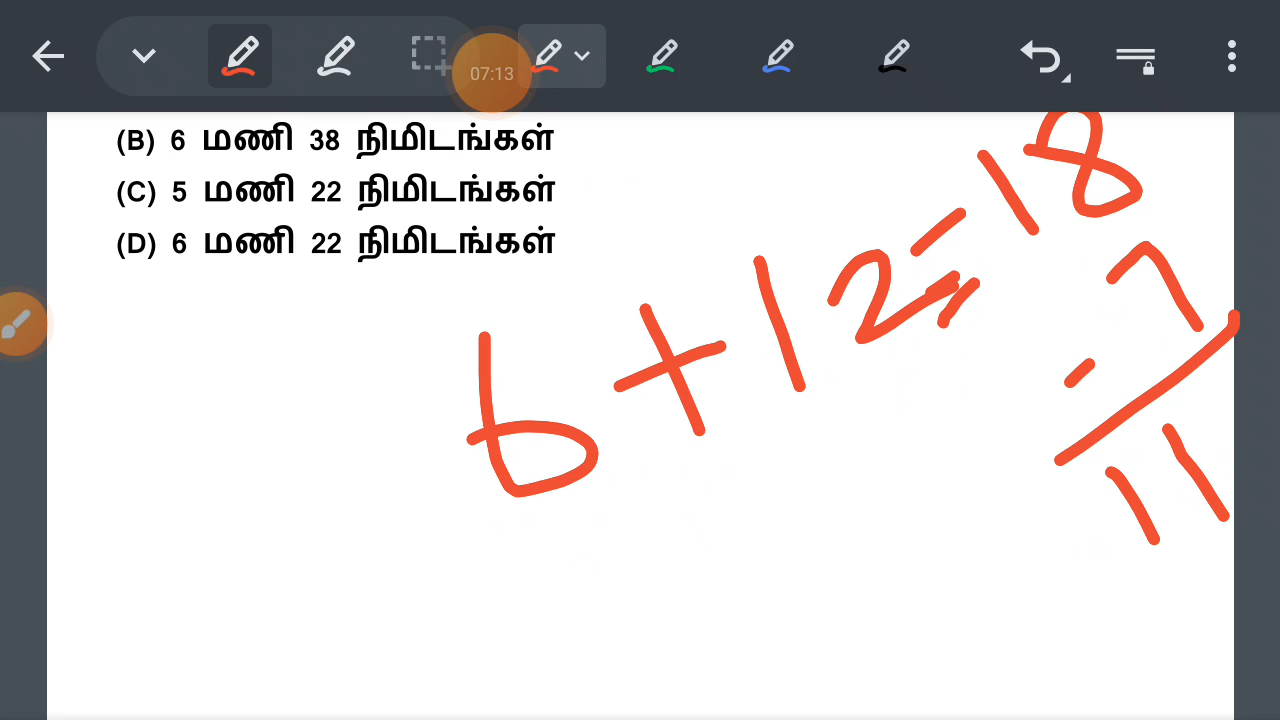 07:13
(B) 6 மணி 38 நிமிடங்கள்
(C) 5 மணி 22 நிமிடங்கள்
(D) 6 மணி 22 நிமிடங்கள்
6 + 12 = 18
- 7
11